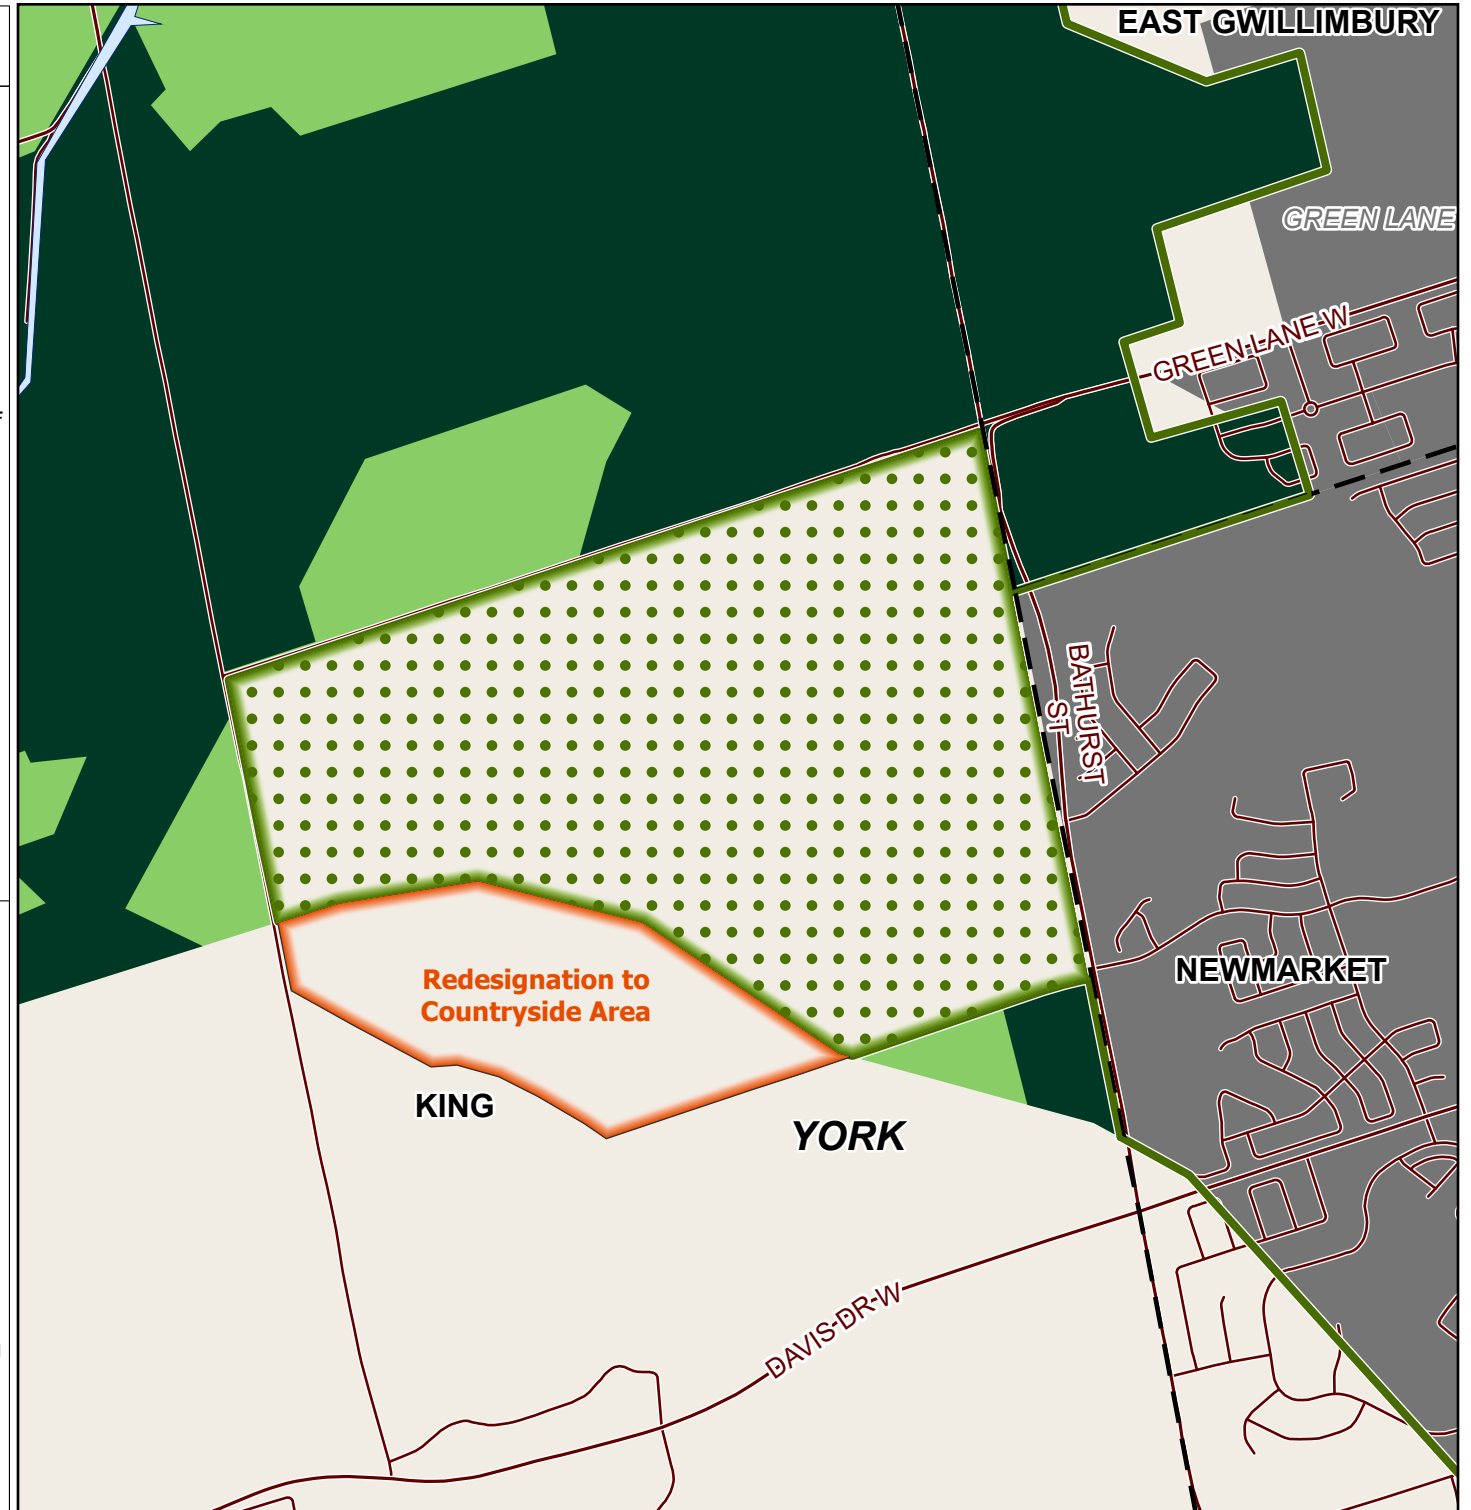 EAST GWILLIMBURY
GREEN LANE
GREEN LANE W
BATHURST
ST
Redesignation to
Countryside Area
NEWMARKET
KING
YORK
DAVIS DR W